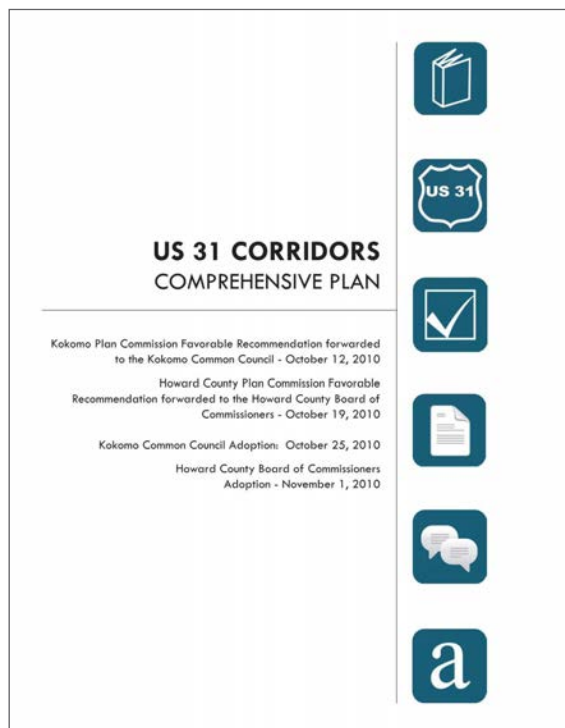 US 31
US 31 CORRIDORS
COMPREHENSIVE PLAN
Kokomo Plan Commission Favorable Recommendation forwarded
to the Kokomo Common Council - October 12, 2010
Howard County Plan Commission Favorable
Recommendation forwarded to the Howard County Board of
Commissioners - October 19, 2010
Kokomo Common Council Adoption: October 25, 2010
Howard County Board of Commissioners
Adoption - November 1, 2010
a